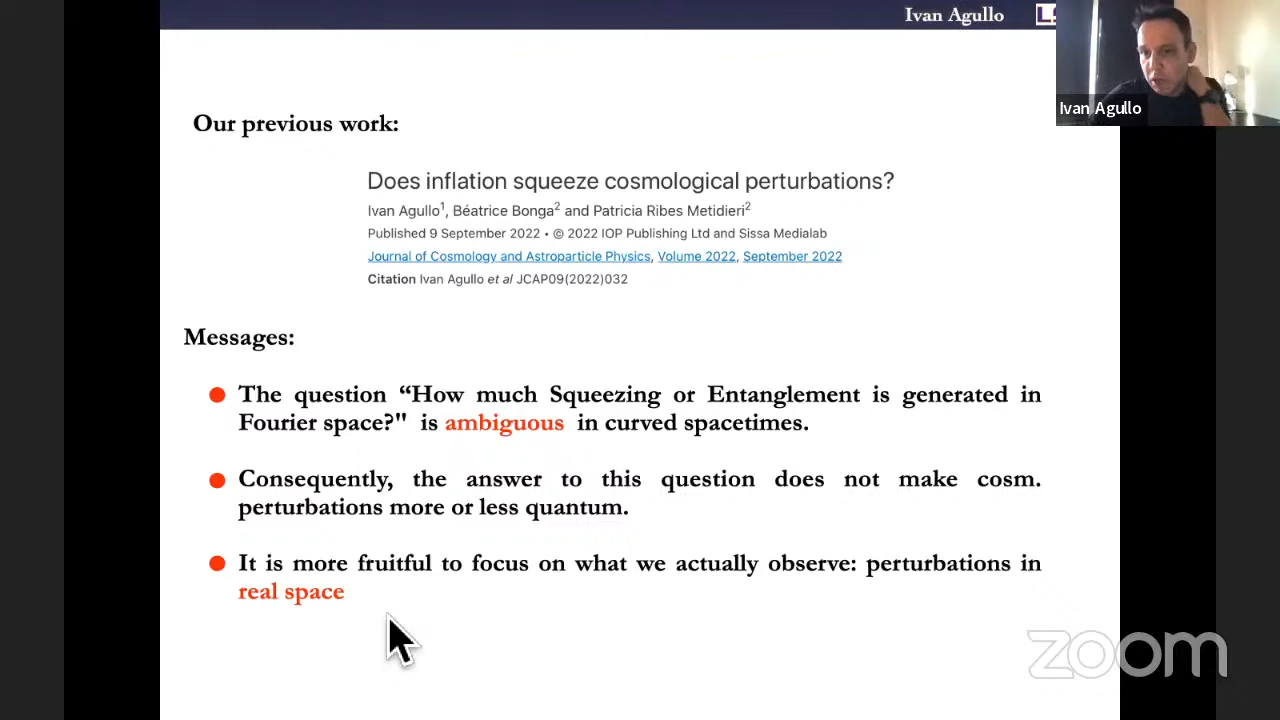 Ivan Agullo
Ivan Agullo
Our previous work:
Does inflation squeeze cosmological perturbations?
Ivan Agullo1, Béatrice Bonga2 and Patricia Ribes Metidieri2
Published 9 September 2022 • © 2022 IOP Publishing Ltd and Sissa Medialab
Journal of Cosmology and Astroparticle Physics, Volume 2022, September 2022
Citation Ivan Agullo et al JCAP09(2022)032
Messages:
The question “How much Squeezing or Entanglement is generated in
Fourier space?" is ambiguous in curved spacetimes.
Consequently, the answer to this question does not make cosm.
perturbations more or less quantum.
It is more fruitful to focus on what we actually observe: perturbations in
real space
zoom